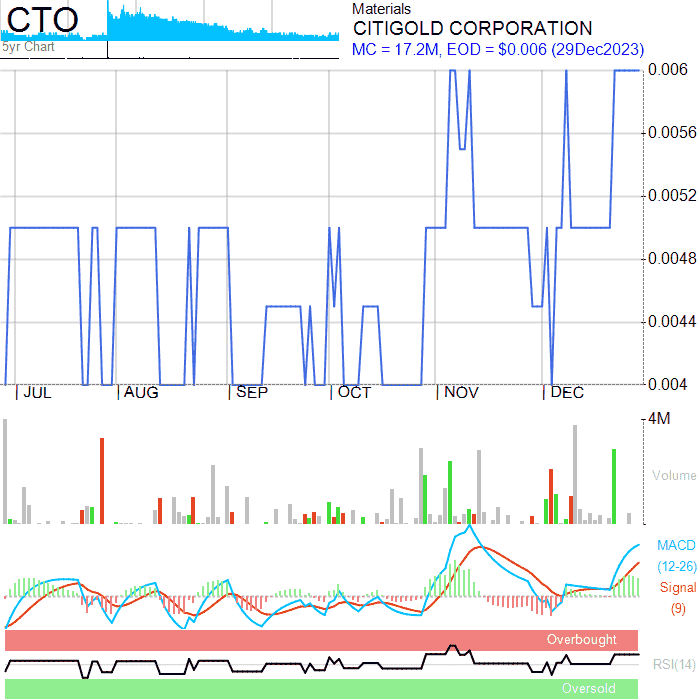 CTO
5yr Chart
Materials
CITIGOLD CORPORATION
MC = 17.2M, EOD = $0.006 (29Dec2023)
0.006
0.0056
0.0052
0.0048
0.0044
0.004
JUL AUG SEP OCT NOV DEC
4M
Volume
MACD
(12-26)
Signal
(9)
Overbought
RSI(14)
Oversold